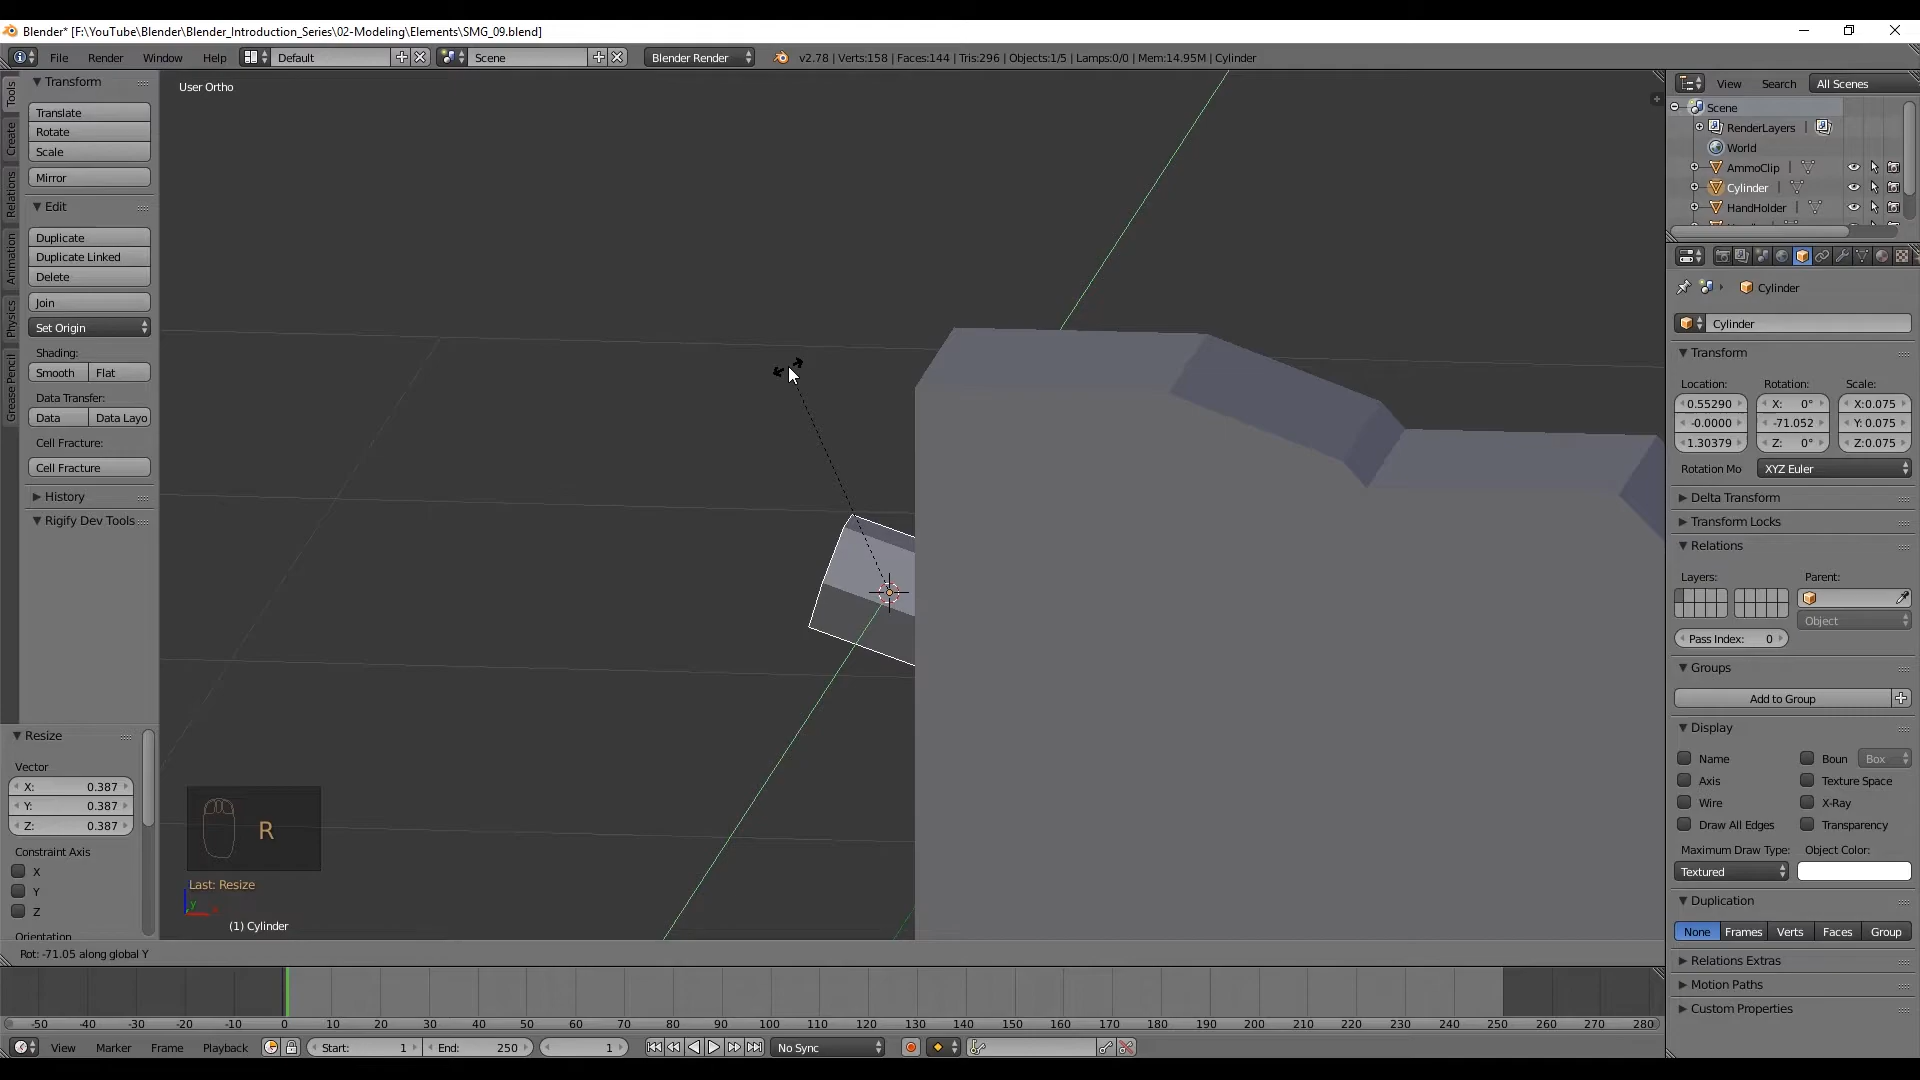 Blender* [F:\YouTube\Blender\Blender_Introduction_Series\02-Modeling\Elements\SMG_09.blend]
File Render Window Help Default Scene Blender Render v2.78 | Verts:158 | Faces:144 | Tris:296 | Objects:1/5 | Lamps:0/0 | Mem:14.95M | Cylinder
Tools
Create
Relations
Animation
Physics
Grease Pencil
Transform
Translate
Rotate
Scale
Mirror
Edit
Duplicate
Duplicate Linked
Delete
Join
Set Origin
Shading:
Smooth Flat
Data Transfer:
Data Data Layo
Cell Fracture:
Cell Fracture
History
Rigify Dev Tools
Resize
Vector
X: 0.387
Y: 0.387
Z: 0.387
Constraint Axis
X
Y
Z
Orientation
User Ortho
R
Last: Resize
y
(1) Cylinder
Rot: -71.05 along global Y
View Search All Scenes
Scene
RenderLayers |
World
AmmoClip |
Cylinder |
HandHolder |
Cylinder
Cylinder
Transform
Location: Rotation: Scale:
0.55290 X: 0° X:0.075
-0.0000 -71.052 Y: 0.075
1.30379 Z: 0° Z:0.075
Rotation Mo XYZ Euler
Delta Transform
Transform Locks
Relations
Layers: Parent:
Object
Pass Index: 0
Groups
Add to Group
Display
Name Boun Box
Axis Texture Space
Wire X-Ray
Draw All Edges Transparency
Maximum Draw Type: Object Color:
Textured
Duplication
None Frames Verts Faces Group
Relations Extras
Motion Paths
Custom Properties
-50 -40 -30 -20 -10 0 10 20 30 40 50 60 70 80 90 100 110 120 130 140 150 160 170 180 190 200 210 220 230 240 250 260 270 280
View Marker Frame Playback Start: 1 End: 250 1 No Sync